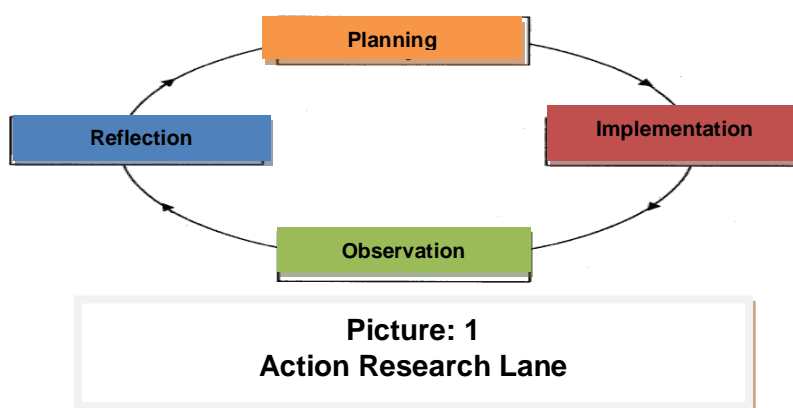 Planning
Implementation
Reflection
Observation
Picture: 1
Action Research Lane